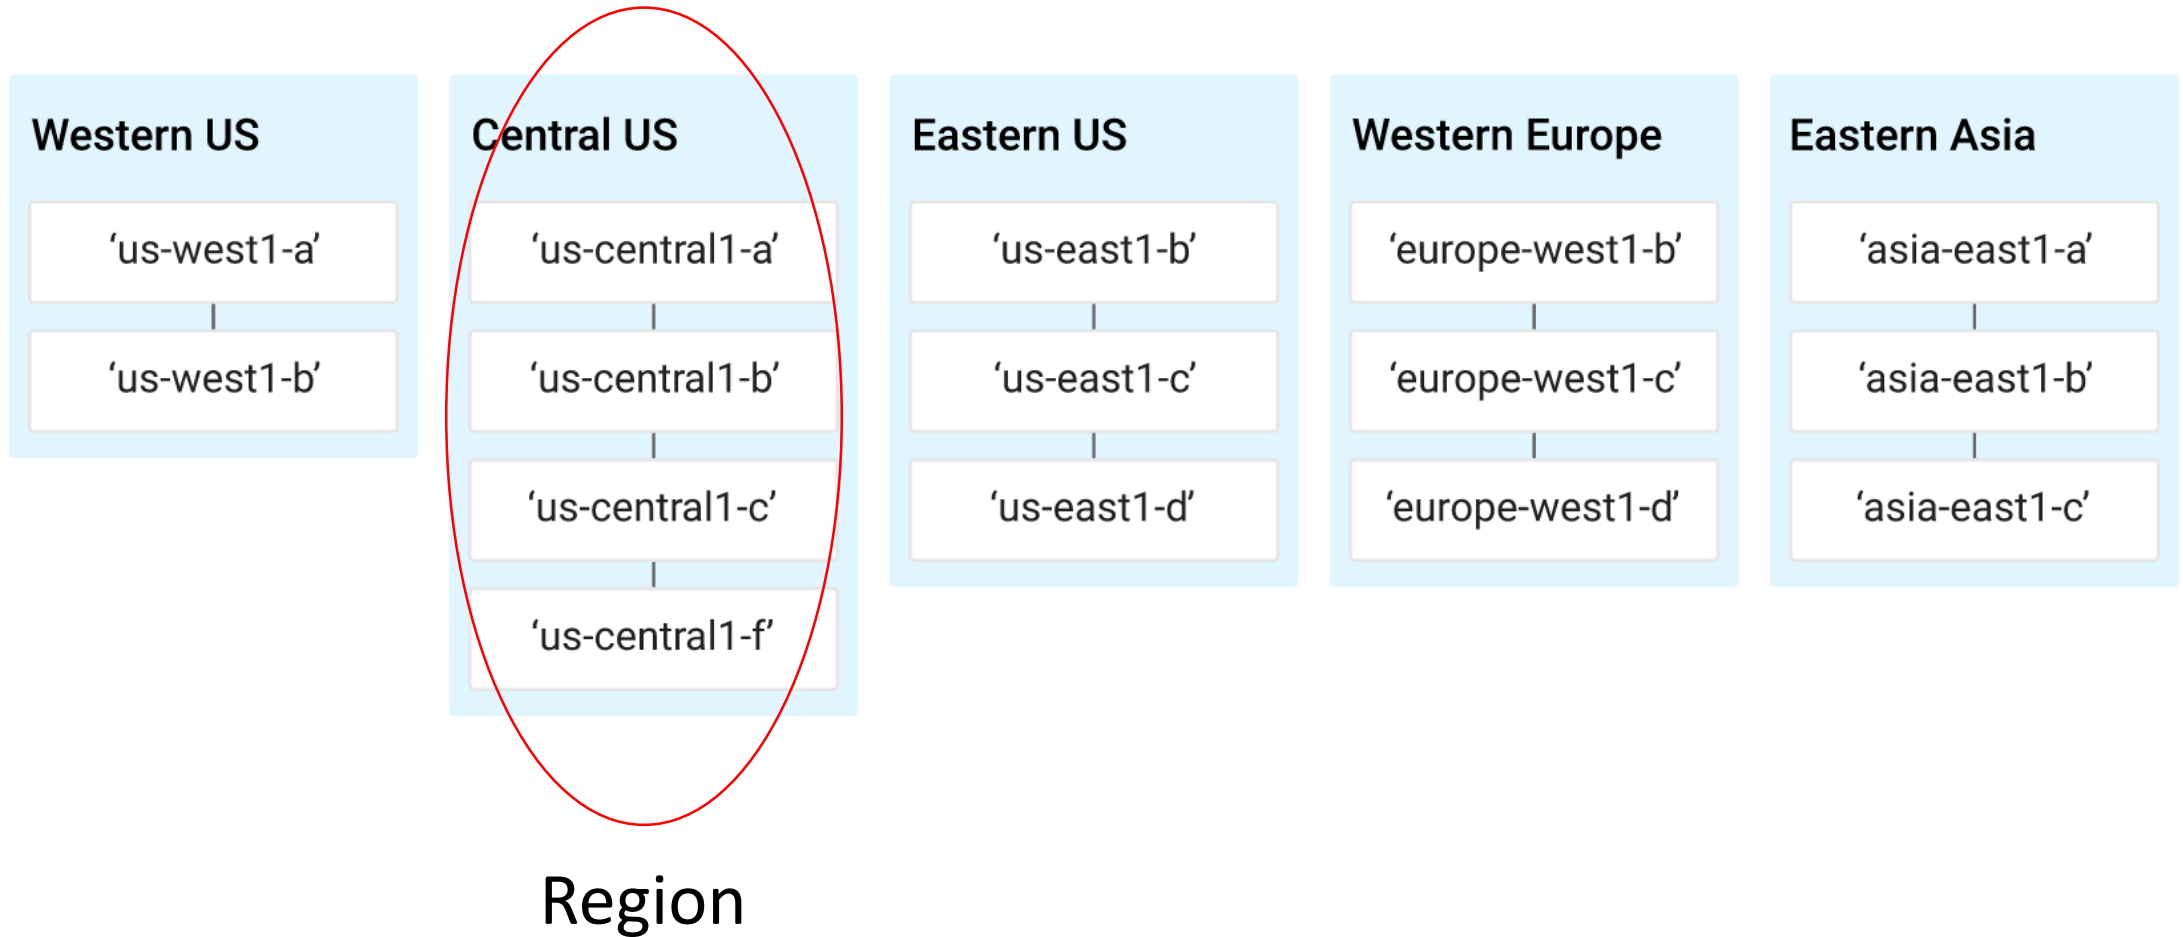 Western US
‘us-west1-a’
‘us-west1-b’
Central US
‘us-central1-a’
‘us-central1-b’
‘us-central1-c’
‘us-central1-f’
Eastern US
‘us-east1-b’
‘us-east1-c’
‘us-east1-d’
Western Europe
‘europe-west1-b’
‘europe-west1-c’
‘europe-west1-d’
Eastern Asia
‘asia-east1-a’
‘asia-east1-b’
‘asia-east1-c’
Region